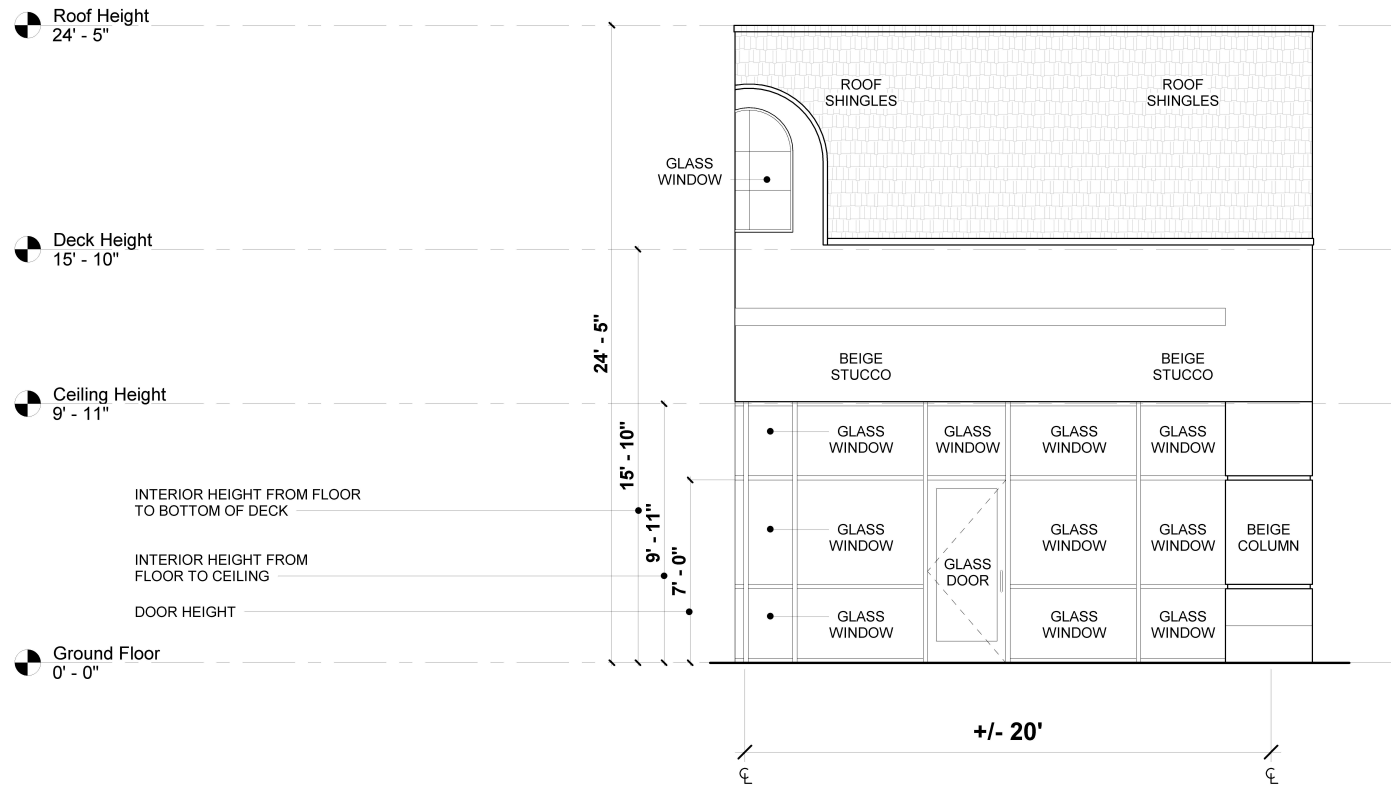 Roof Height
24' - 5"
ROOF
SHINGLES
ROOF
SHINGLES
GLASS
WINDOW
Deck Height
15' - 10"
24' - 5"
BEIGE
STUCCO
BEIGE
STUCCO
Ceiling Height
9' - 11"
15' - 10"
GLASS
WINDOW
GLASS
WINDOW
GLASS
WINDOW
GLASS
WINDOW
INTERIOR HEIGHT FROM FLOOR
TO BOTTOM OF DECK
9' - 11"
GLASS
WINDOW
GLASS
WINDOW
GLASS
WINDOW
BEIGE
COLUMN
INTERIOR HEIGHT FROM
FLOOR TO CEILING
7' - 0"
GLASS
DOOR
DOOR HEIGHT
GLASS
WINDOW
GLASS
WINDOW
GLASS
WINDOW
Ground Floor
0' - 0"
+/- 20'
℄
℄